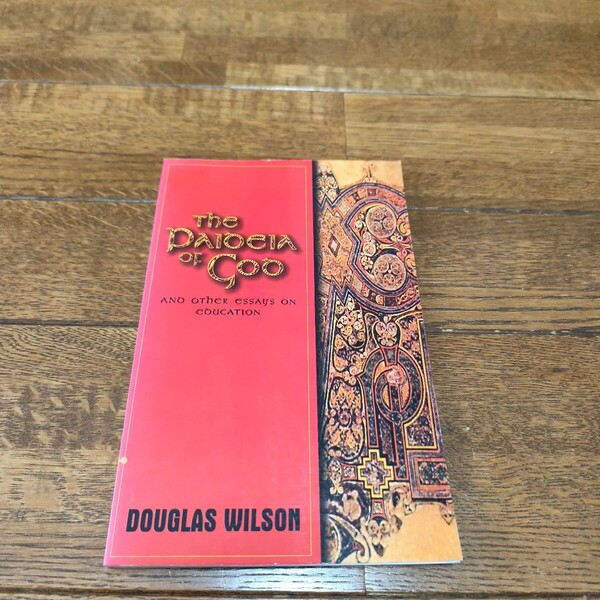 The
Paideia
of God
and other essays on
education
DOUGLAS WILSON